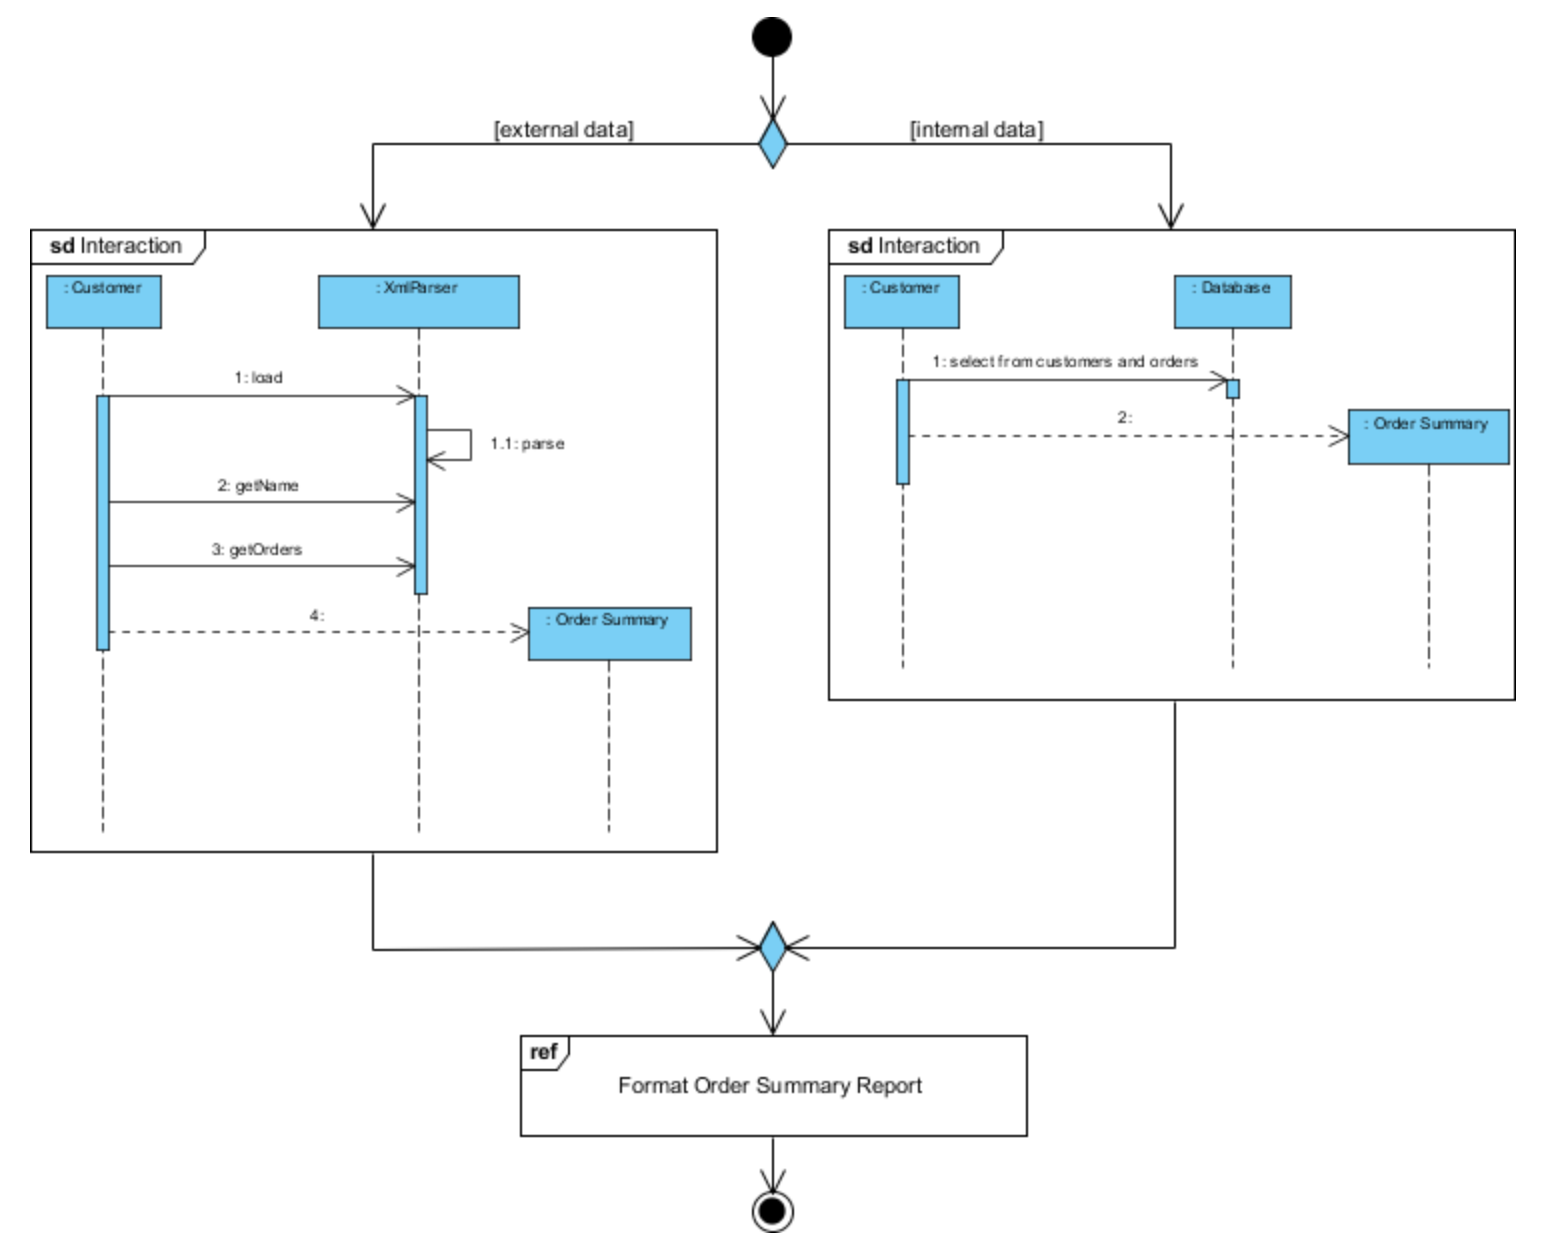 [external data]
[internal data]
sd Interaction
: Customer
: XmlParser
1: load
1.1: parse
2: getName
3: getOrders
4:
: Order Summary
sd Interaction
: Customer
: Database
1: select from customers and orders
2:
: Order Summary
ref
Format Order Summary Report